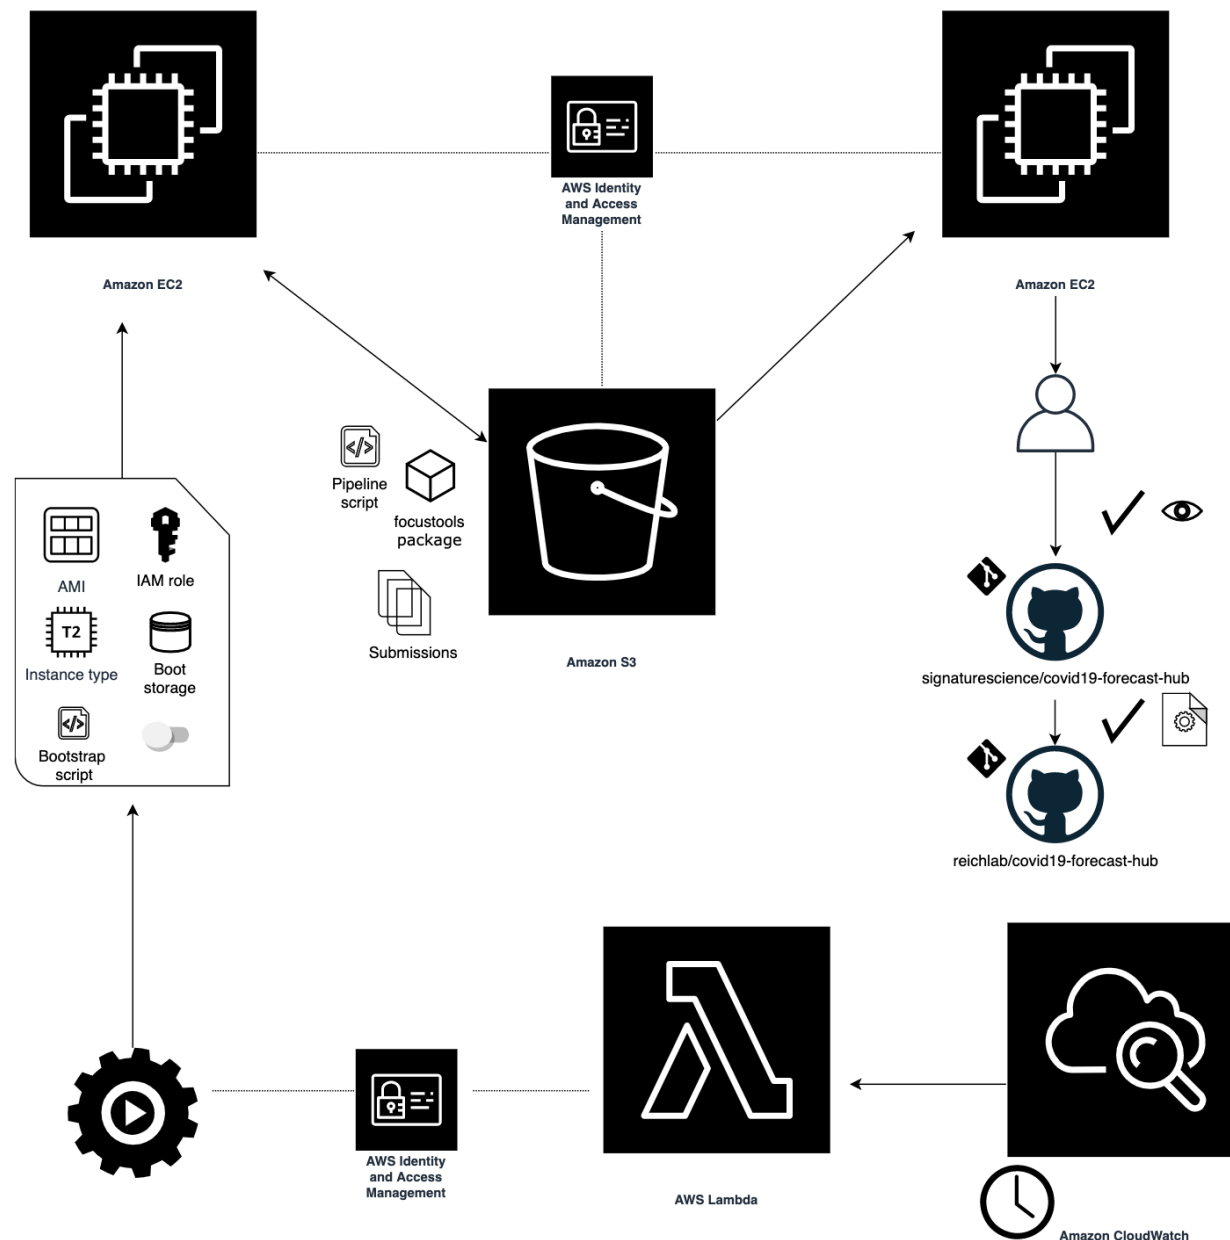 AWS Identity
and Access
Management
Amazon EC2
Amazon EC2
Pipeline
script
focustools
package
Submissions
Amazon S3
AMI
IAM role
T2
Instance type
Boot
storage
Bootstrap
script
signaturescience/covid19-forecast-hub
reichlab/covid19-forecast-hub
AWS Identity
and Access
Management
AWS Lambda
Amazon CloudWatch